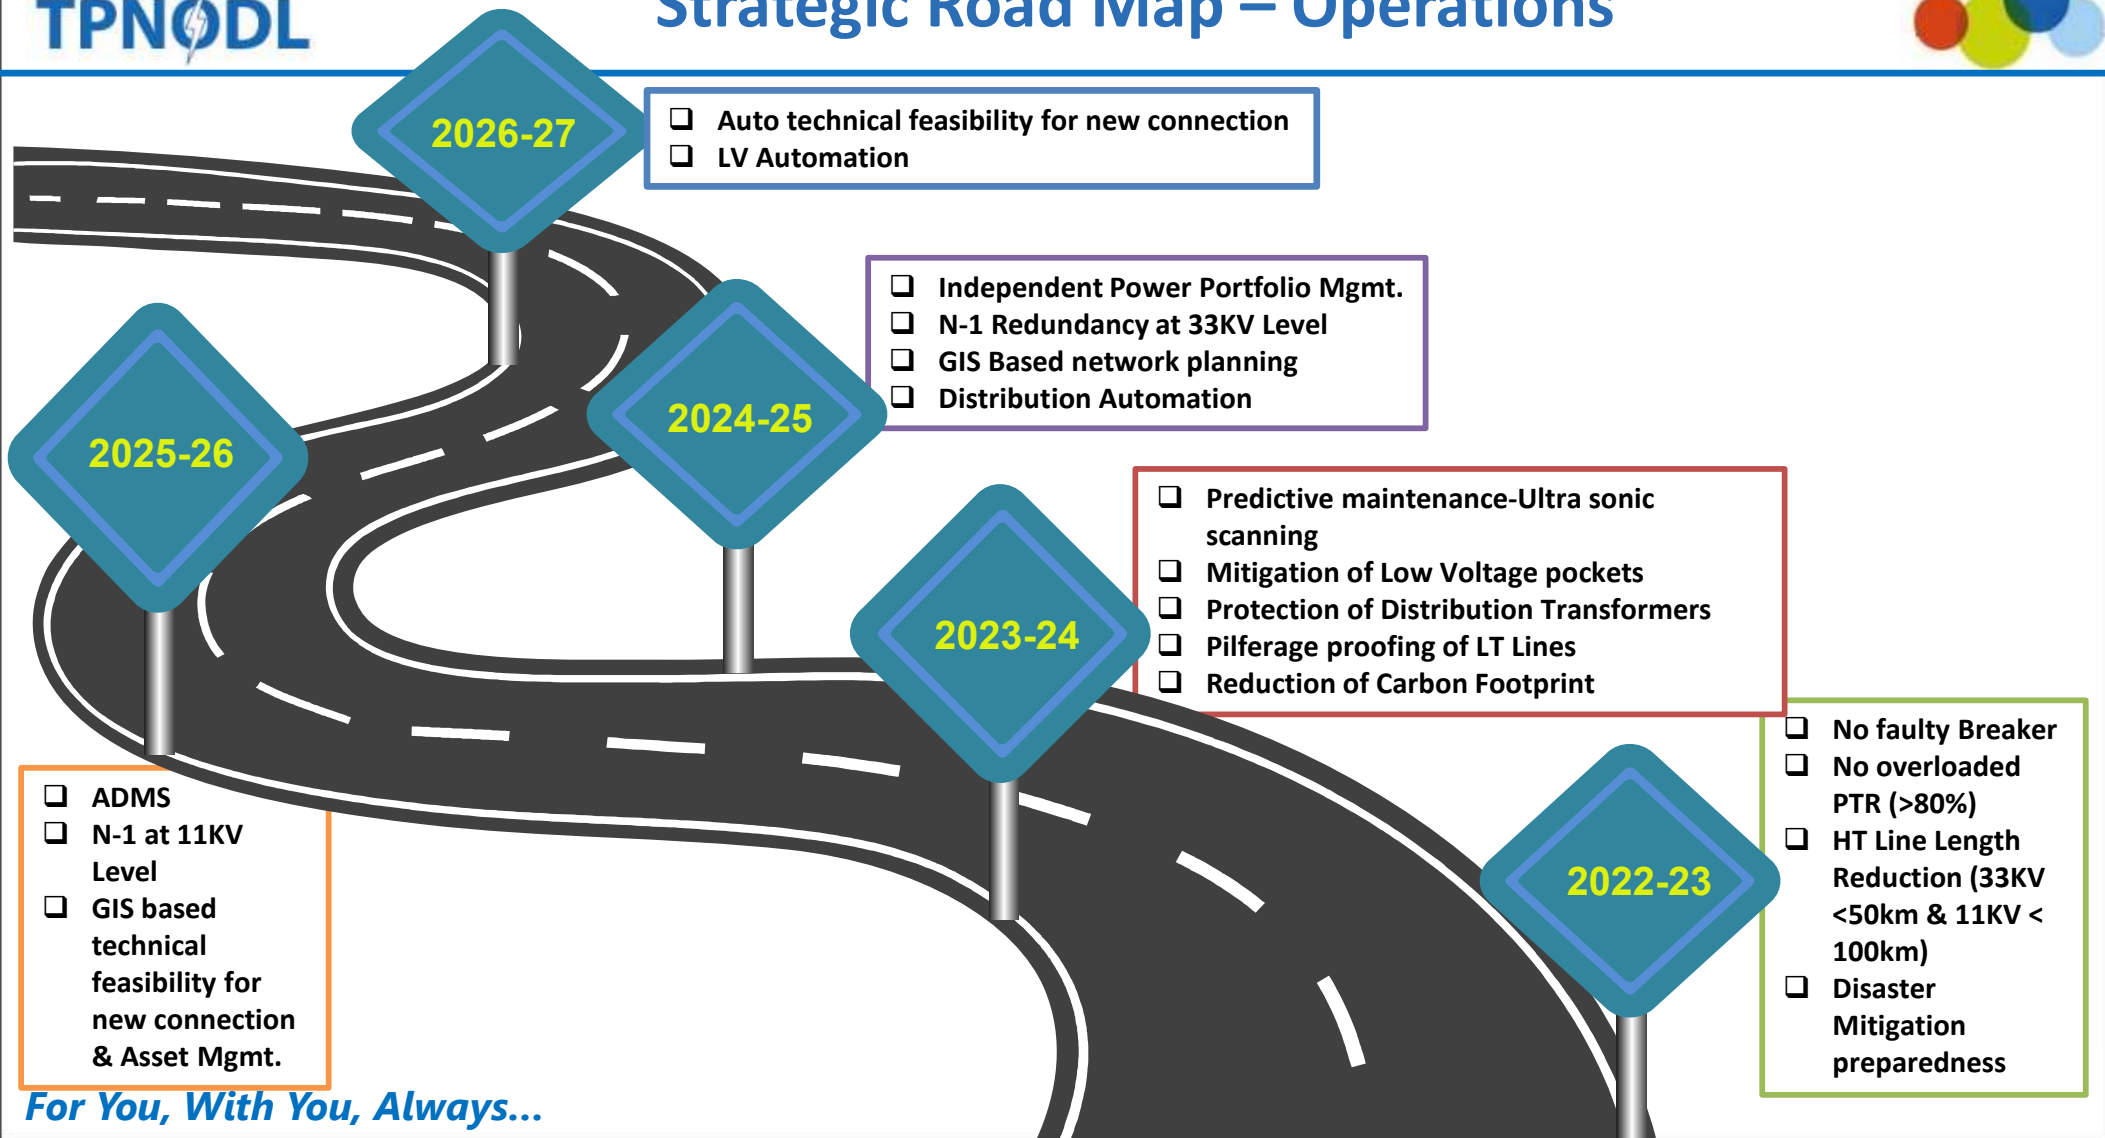 TPNODL
Strategic Road Map – Operations
2026-27
❑ Auto technical feasibility for new connection
❑ LV Automation
2024-25
❑ Independent Power Portfolio Mgmt.
❑ N-1 Redundancy at 33KV Level
❑ GIS Based network planning
❑ Distribution Automation
2025-26
❑ ADMS
❑ N-1 at 11KV
Level
❑ GIS based
technical
feasibility for
new connection
& Asset Mgmt.
2023-24
❑ Predictive maintenance-Ultra sonic
scanning
❑ Mitigation of Low Voltage pockets
❑ Protection of Distribution Transformers
❑ Pilferage proofing of LT Lines
❑ Reduction of Carbon Footprint
2022-23
❑ No faulty Breaker
❑ No overloaded
PTR (>80%)
❑ HT Line Length
Reduction (33KV
<50km & 11KV <
100km)
❑ Disaster
Mitigation
preparedness
For You, With You, Always...